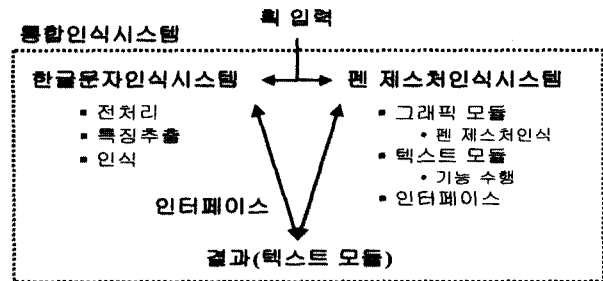 획 입력
통합인식시스템
한글문자인식시스템
펜 제스처인식시스템
▪ 전처리
▪ 특징추출
▪ 인식
▪ 그래픽 모듈
• 펜 제스처인식
▪ 텍스트 모듈
• 기능 수행
▪ 인터페이스
인터페이스
결과(텍스트 모듈)